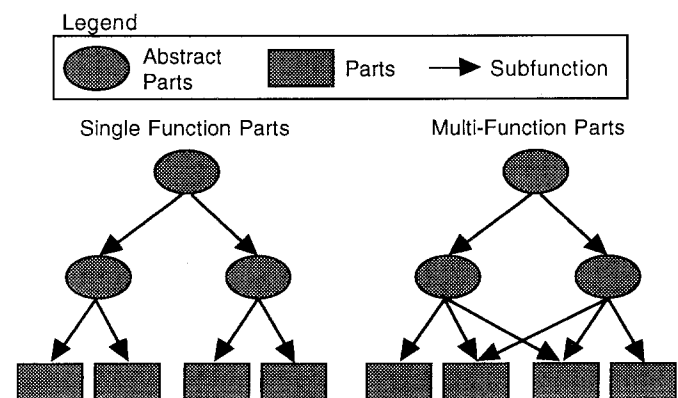 Legend
Abstract
Parts
Parts
Subfunction
Single Function Parts
Multi-Function Parts